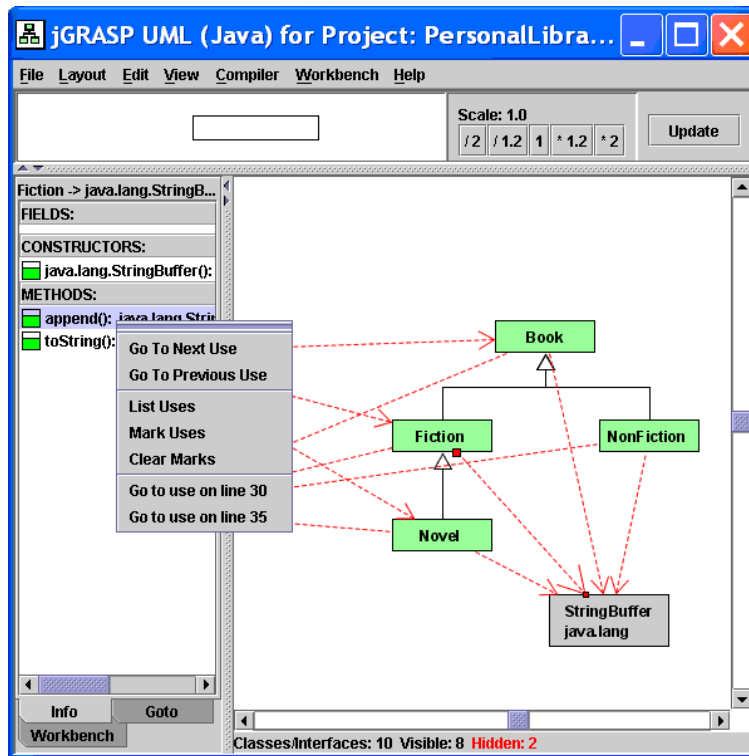 jGRASP UML (Java) for Project: PersonalLibra...
File Layout Edit View Compiler Workbench Help
Scale: 1.0
/ 2 / 1.2 1 * 1.2 * 2
Update
Fiction -> java.lang.StringB...
FIELDS:
CONSTRUCTORS:
java.lang.StringBuffer():
METHODS:
append(): java.lang.Strin
toString():
Go To Next Use
Go To Previous Use
List Uses
Mark Uses
Clear Marks
Go to use on line 30
Go to use on line 35
Book
Fiction
NonFiction
Novel
StringBuffer
java.lang
Info Goto
Workbench
Classes/Interfaces: 10 Visible: 8 Hidden: 2